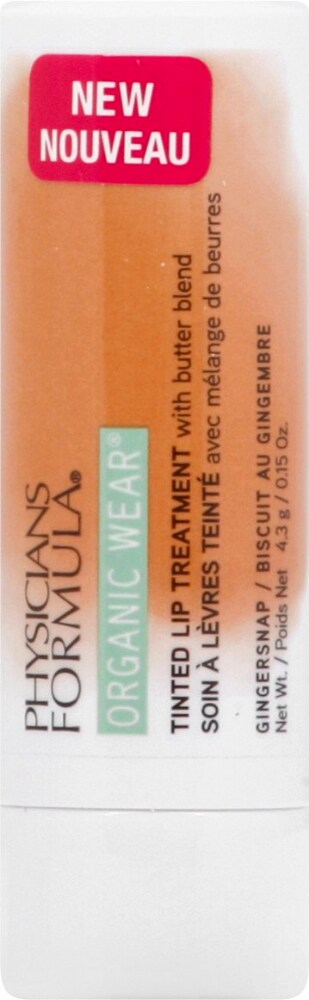 NEW
NOUVEAU
PHYSICIANS
FORMULA®
ORGANIC WEAR®
TINTED LIP TREATMENT with butter blend
SOIN À LÈVRES TEINTÉ avec mélange de beurres
GINGERSNAP / BISCUIT AU GINGEMBRE
Net Wt. / Poids Net 4.3 g / 0.15 Oz.